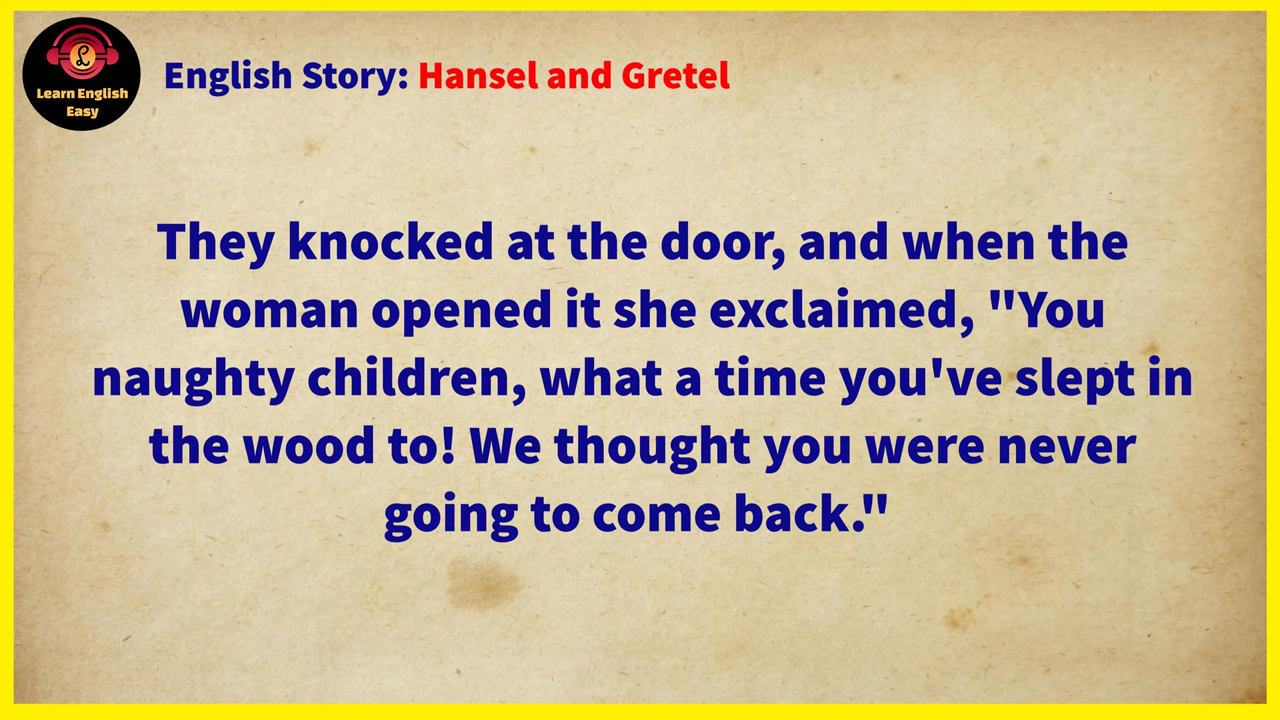 Learn English
Easy
English Story: Hansel and Gretel
They knocked at the door, and when the
woman opened it she exclaimed, "You
naughty children, what a time you've slept in
the wood to! We thought you were never
going to come back."